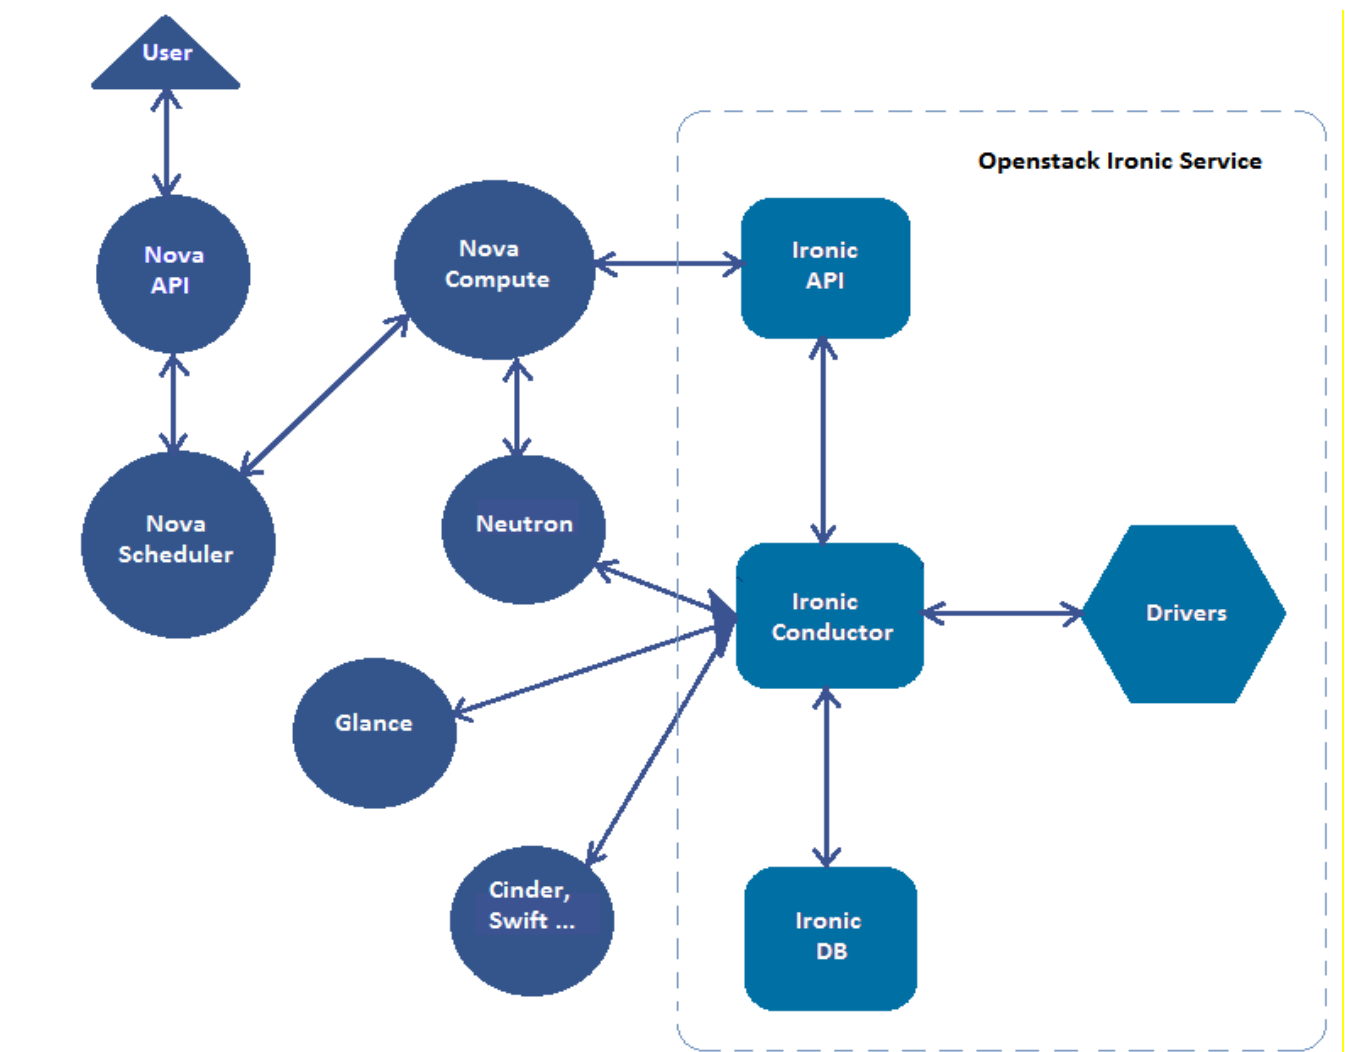 User
Openstack Ironic Service
Nova
API
Nova
Compute
Ironic
API
Nova
Scheduler
Neutron
Ironic
Conductor
Drivers
Glance
Cinder,
Swift ...
Ironic
DB